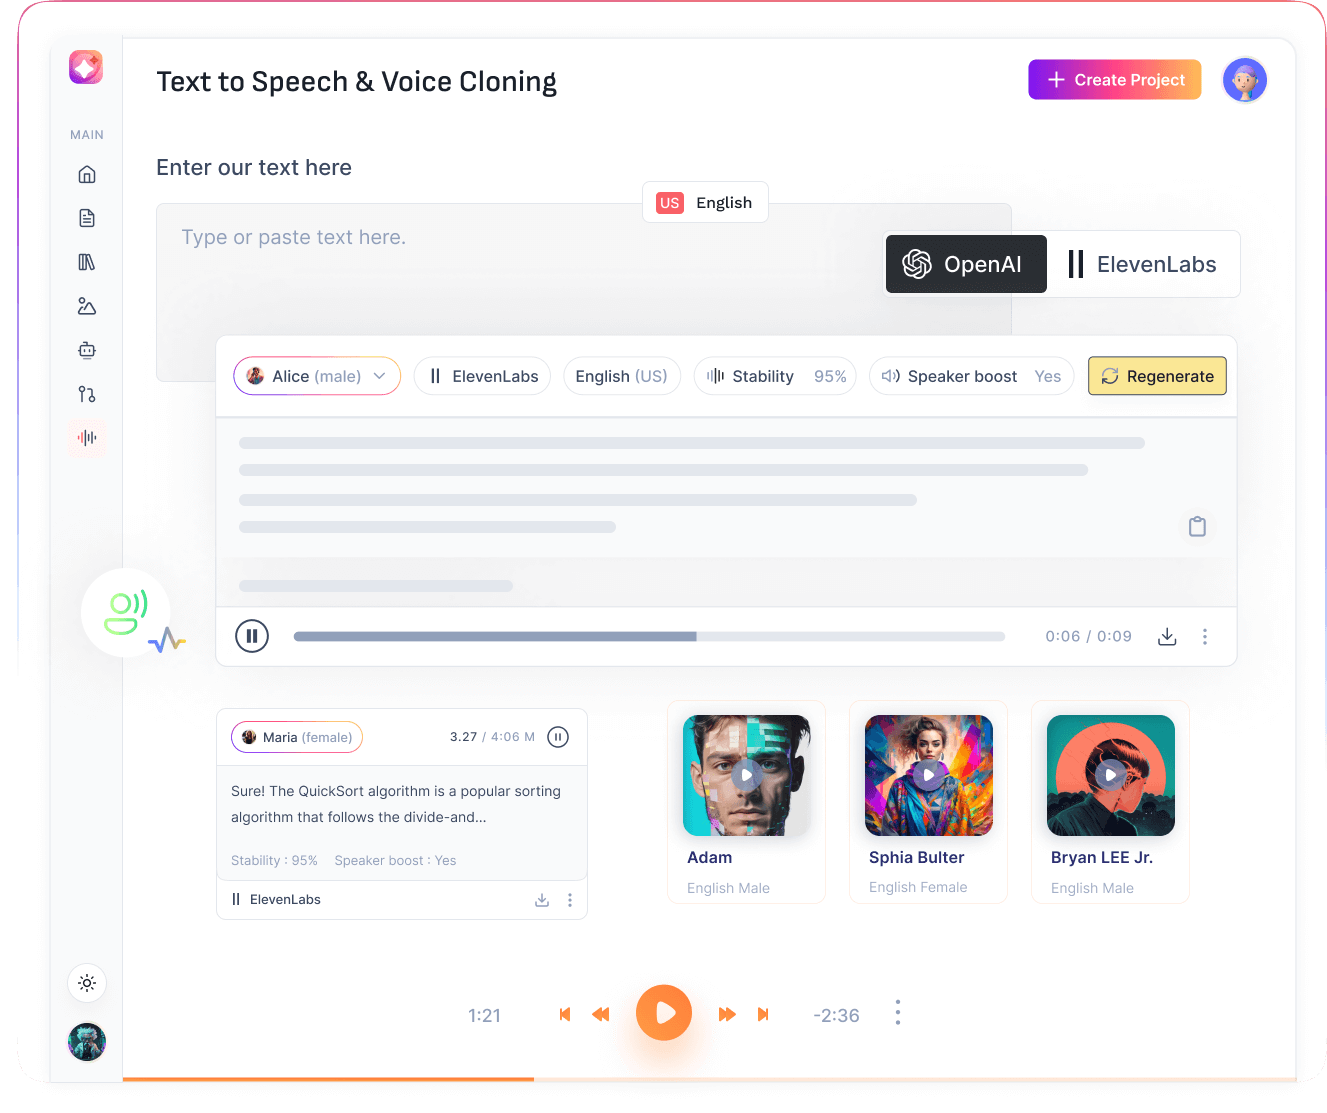 Text to Speech & Voice Cloning
Create Project
MAIN
Enter our text here
US English
Type or paste text here.
OpenAI
ElevenLabs
Alice (male)
ElevenLabs
English (US)
Stability 95%
Speaker boost Yes
Regenerate
0:06 / 0:09
Maria (female)
3.27 / 4:06 M
Sure! The QuickSort algorithm is a popular sorting
algorithm that follows the divide-and...
Stability : 95% Speaker boost : Yes
ElevenLabs
Adam
English Male
Sphia Bulter
English Female
Bryan LEE Jr.
English Male
1:21
-2:36